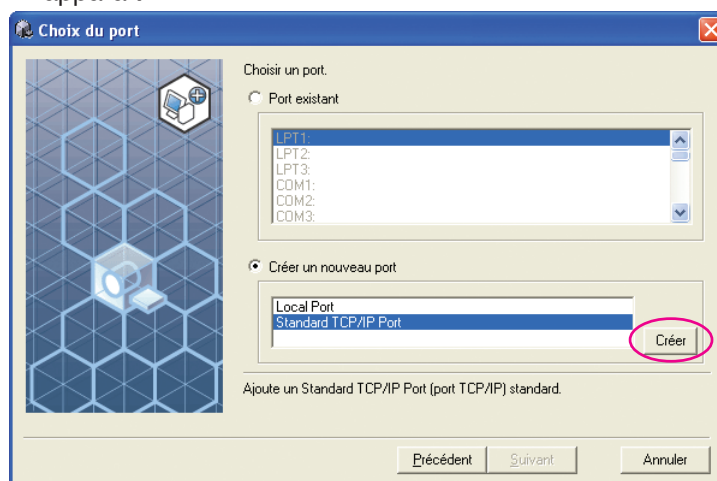 Choix du port
Choisir un port.
Port existant
LPT1:
LPT2:
LPT3:
COM1:
COM2:
COM3:
Créer un nouveau port
Local Port
Standard TCP/IP Port
Créer
Ajoute un Standard TCP/IP Port (port TCP/IP) standard.
Précédent
Suivant
Annuler